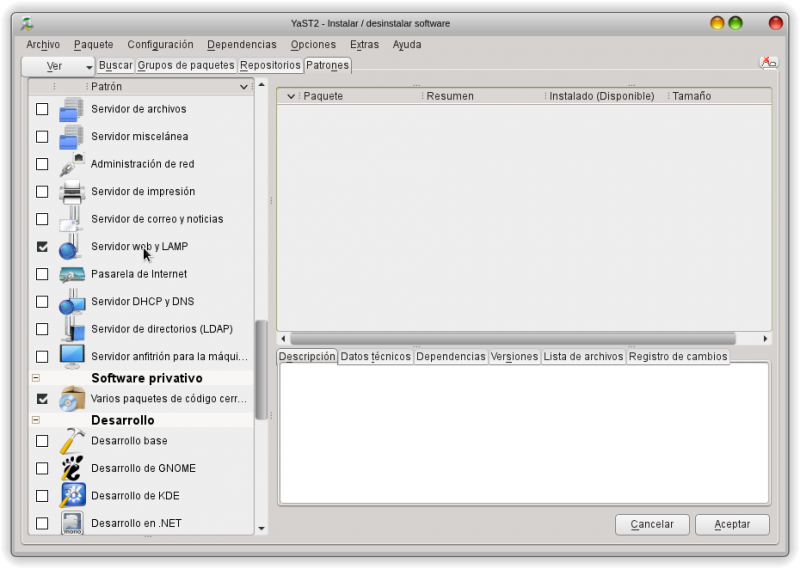 YaST2 - Instalar / desinstalar software
Archivo Paquete Configuración Dependencias Opciones Extras Ayuda
Ver Buscar Grupos de paquetes Repositorios Patrones
Patrón
Servidor de archivos
Servidor miscelánea
Administración de red
Servidor de impresión
Servidor de correo y noticias
Servidor web y LAMP
Pasarela de Internet
Servidor DHCP y DNS
Servidor de directorios (LDAP)
Servidor anfitrión para la máqui...
Software privativo
Varios paquetes de código cerr...
Desarrollo
Desarrollo base
Desarrollo de GNOME
Desarrollo de KDE
mono
Desarrollo en .NET
Paquete Resumen Instalado (Disponible) Tamaño
Descripción Datos técnicos Dependencias Versiones Lista de archivos Registro de cambios
Cancelar Aceptar